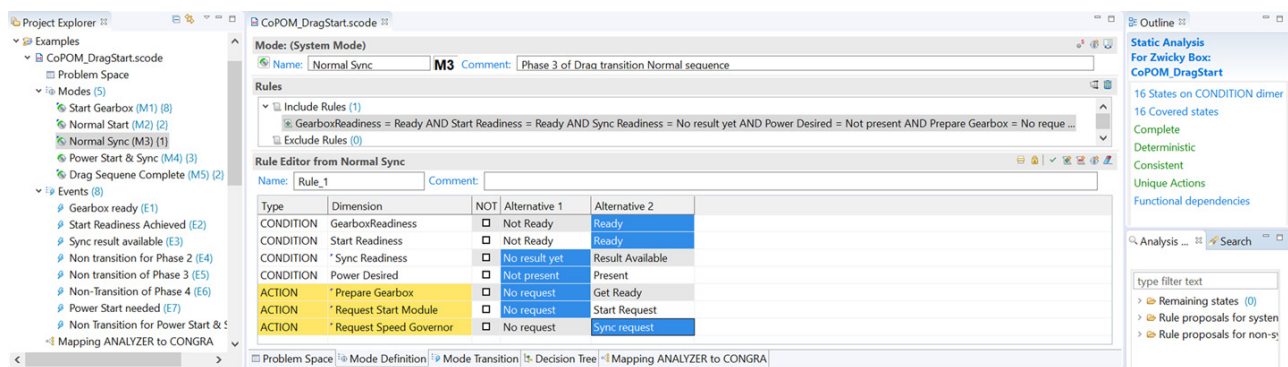 Project Explorer
Examples
CoPOM_DragStart.scode
Problem Space
Modes (5)
Start Gearbox (M1) {8}
Normal Start (M2) {2}
Normal Sync (M3) {1}
Power Start & Sync (M4) {3}
Drag Sequene Complete (M5) {2}
Events (8)
Gearbox ready (E1)
Start Readiness Achieved (E2)
Sync result available (E3)
Non transition for Phase 2 (E4)
Non transition of Phase 3 (E5)
Non-Transition of Phase 4 (E6)
Power Start needed (E7)
Non Transition for Power Start & S
Mapping ANALYZER to CONGRA
CoPOM_DragStart.scode
Mode: (System Mode)
Name: Normal Sync M3 Comment: Phase 3 of Drag transition Normal sequence
Rules
Include Rules (1)
GearboxReadiness = Ready AND Start Readiness = Ready AND Sync Readiness = No result yet AND Power Desired = Not present AND Prepare Gearbox = No reque ...
Exclude Rules (0)
Rule Editor from Normal Sync
Name: Rule_1 Comment:
Type Dimension NOT Alternative 1 Alternative 2
CONDITION GearboxReadiness Not Ready Ready
CONDITION Start Readiness Not Ready Ready
CONDITION * Sync Readiness No result yet Result Available
CONDITION Power Desired Not present Present
ACTION * Prepare Gearbox No request Get Ready
ACTION * Request Start Module No request Start Request
ACTION * Request Speed Governor No request Sync request
Problem Space Mode Definition Mode Transition Decision Tree Mapping ANALYZER to CONGRA
Outline
Static Analysis
For Zwicky Box:
CoPOM_DragStart
16 States on CONDITION dimer
16 Covered states
Complete
Deterministic
Consistent
Unique Actions
Functional dependencies
Analysis ... Search
type filter text
Remaining states (0)
Rule proposals for system
Rule proposals for non-sy